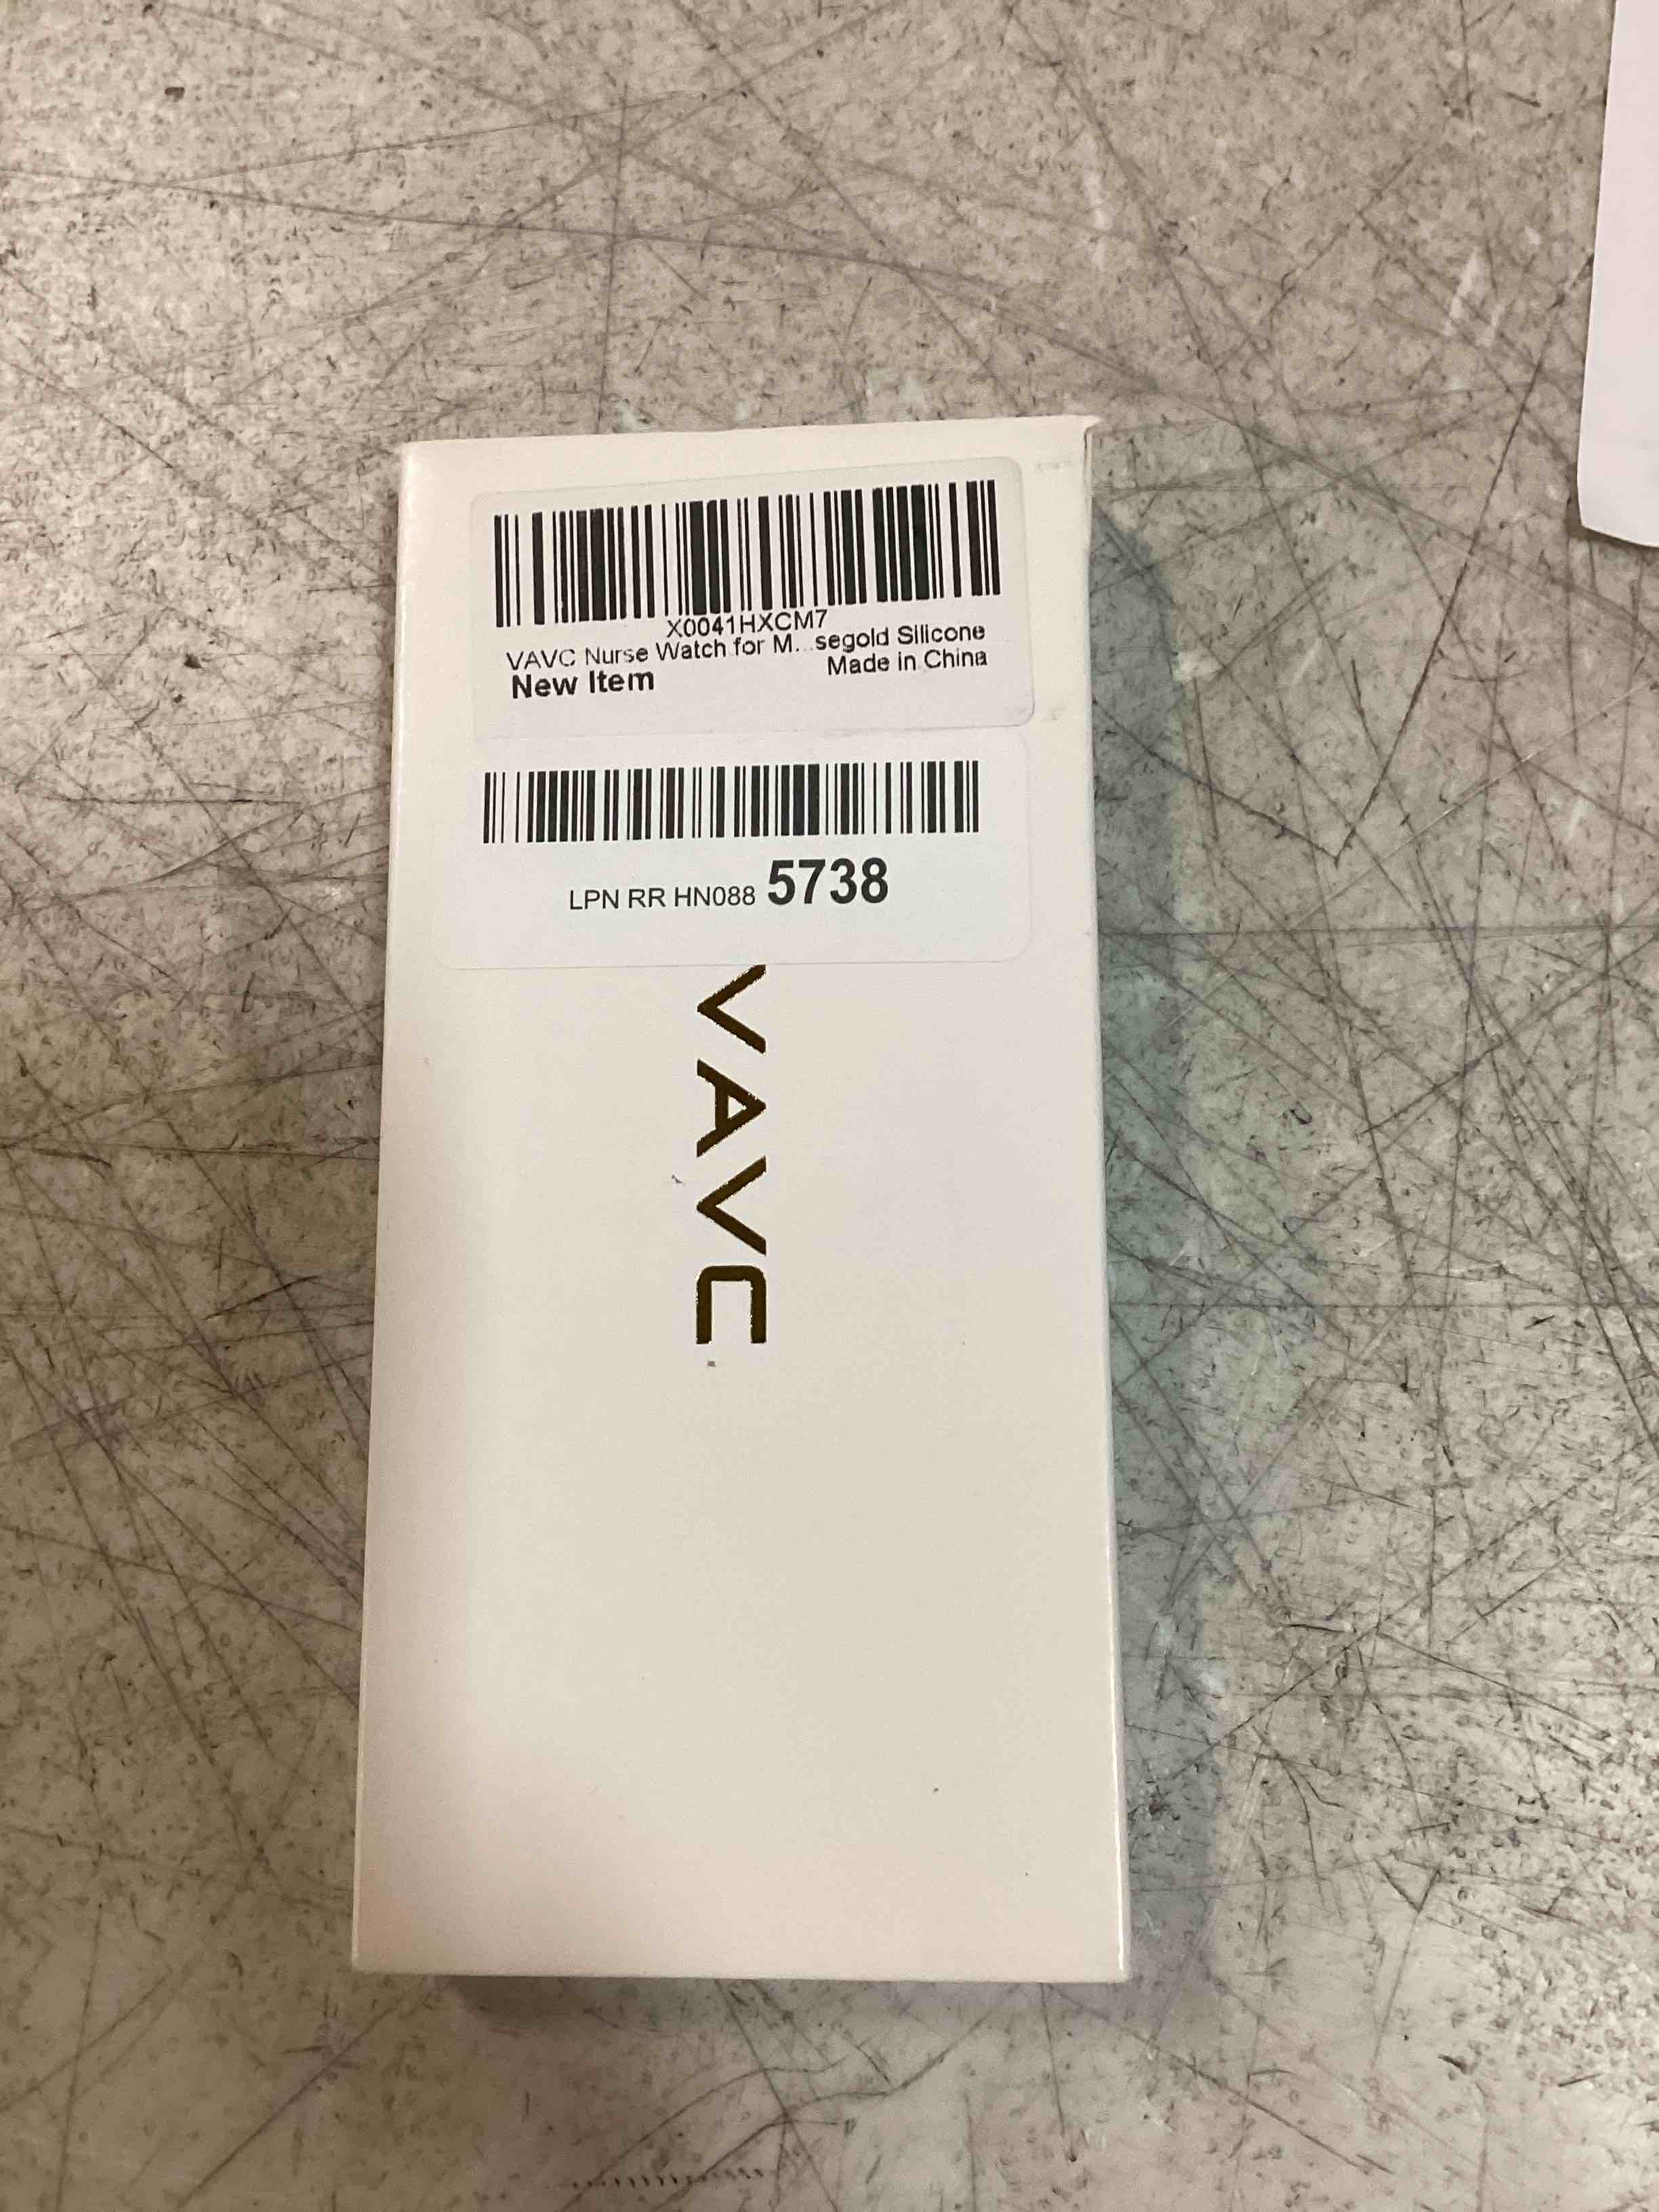 X0041HXCM7
VAVC Nurse Watch for M...segold Silicone
New Item
Made in China
LPN RR HN088 5738
VAVC